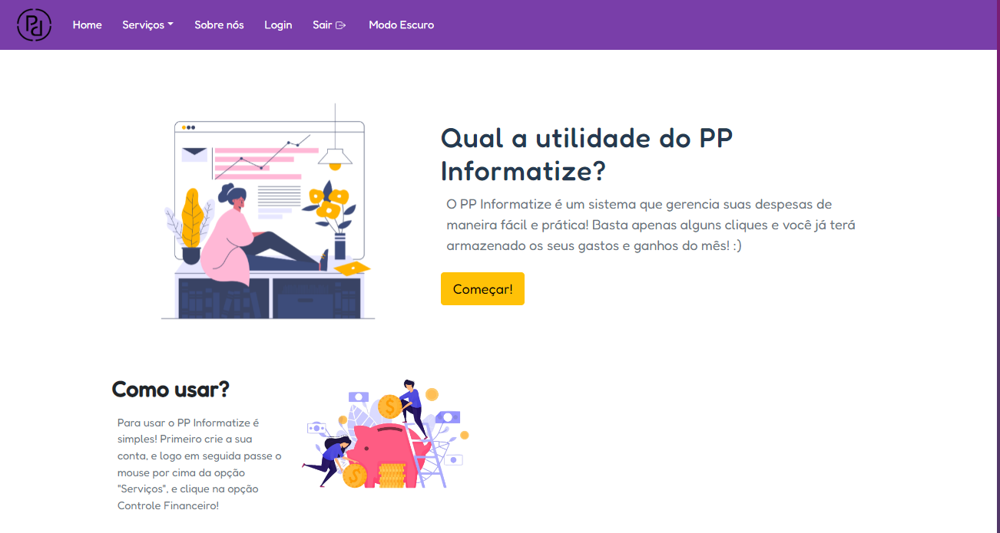 Home Serviços Sobre nós Login Sair Modo Escuro
Qual a utilidade do PP
Informatize?
O PP Informatize é um sistema que gerencia suas despesas de
maneira fácil e prática! Basta apenas alguns cliques e você já terá
armazenado os seus gastos e ganhos do mês! :)
Começar!
Como usar?
Para usar o PP Informatize é
simples! Primeiro crie a sua
conta, e logo em seguida passe o
mouse por cima da opção
"Serviços", e clique na opção
Controle Financeiro!